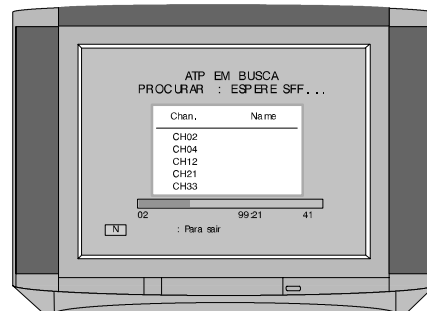 ATP EM BUSCA
PROCURAR : ESPERE SFF...
Chan. Name
CH02
CH04
CH12
CH21
CH33
02 99:21 41
N : Para sair